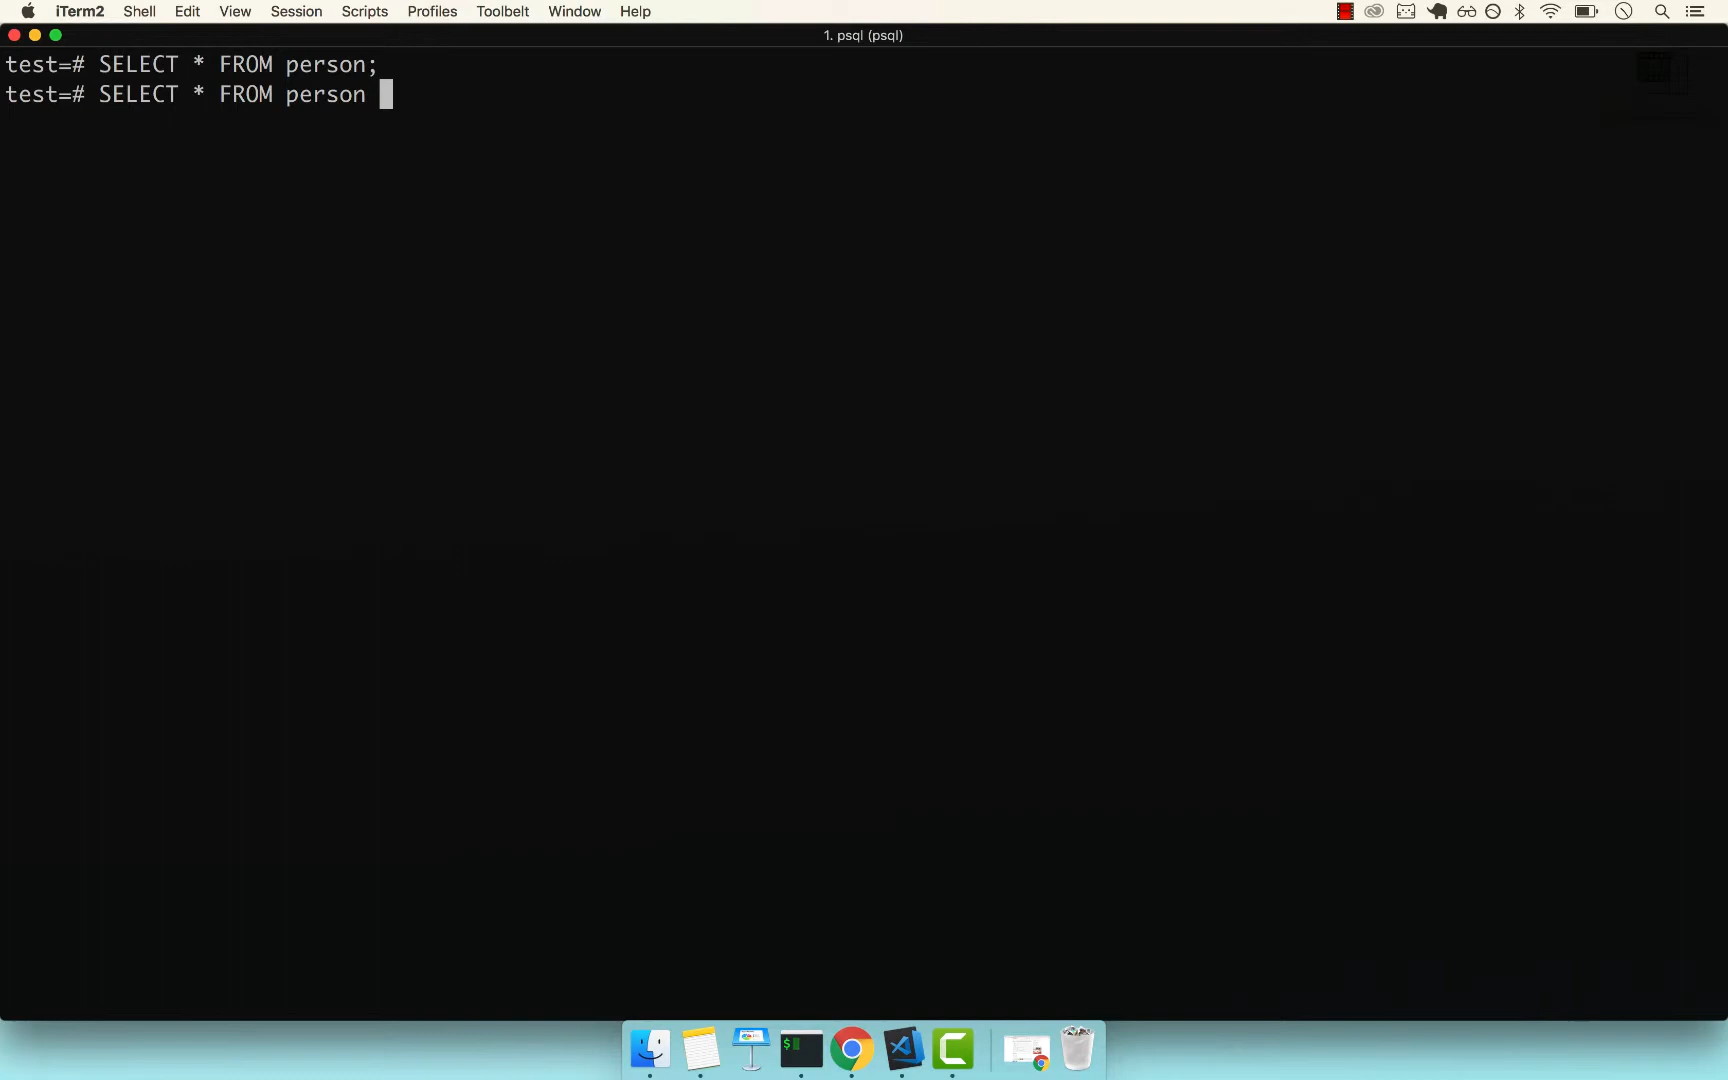 iTerm2 Shell Edit View Session Scripts Profiles Toolbelt Window Help
1. psql (psql)
test=# SELECT * FROM person;
test=# SELECT * FROM person
$